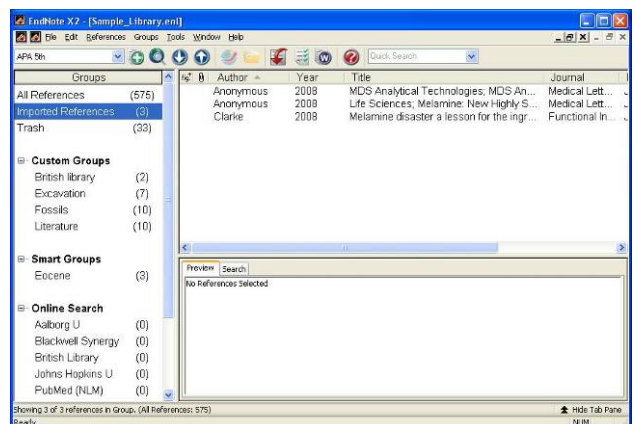 EndNote X2 - [Sample_Library.enl]
File Edit References Groups Tools Window Help
APA 5th Quick Search
Groups Author Year Title Journal
All References (575) Anonymous 2008 MDS Analytical Technologies; MDS An... Medical Lett...
Imported References (3) Anonymous 2008 Life Sciences; Melamine: New Highly S... Medical Lett...
Trash (33) Clarke 2008 Melamine disaster a lesson for the ingr... Functional In...
Custom Groups
British library (2)
Excavation (7)
Fossils (10)
Literature (10)
Smart Groups
Eocene (3)
Preview Search
No References Selected
Online Search
Aalborg U (0)
Blackwell Synergy (0)
British Library (0)
Johns Hopkins U (0)
PubMed (NLM) (0)
Showing 3 of 3 references in Group. (All References: 575) Hide Tab Pane
Ready NUM